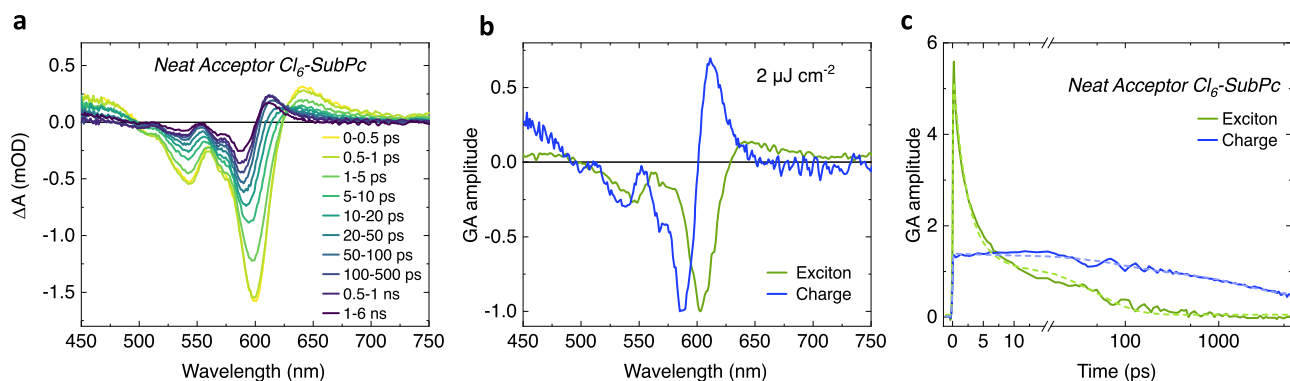 a
Neat Acceptor Cl6-SubPc
ΔA (mOD)
0.5
0.0
-0.5
-1.0
-1.5
0-0.5 ps
0.5-1 ps
1-5 ps
5-10 ps
10-20 ps
20-50 ps
50-100 ps
100-500 ps
0.5-1 ns
1-6 ns
450 500 550 600 650 700 750
Wavelength (nm)
b
2 µJ cm-2
GA amplitude
0.5
0.0
-0.5
-1.0
Exciton
Charge
450 500 550 600 650 700 750
Wavelength (nm)
c
Neat Acceptor Cl6-SubPc
Exciton
Charge
GA amplitude
6
4
2
0
0 5 10 100 1000
Time (ps)